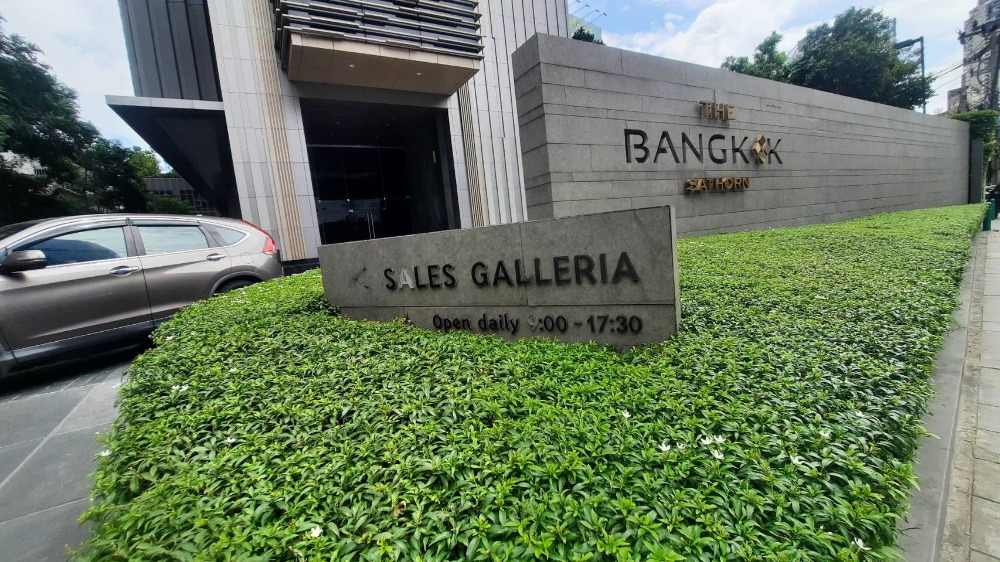 THE
BANGKOK
SATHORN
SALES GALLERIA
Open daily 9:00 - 17:30